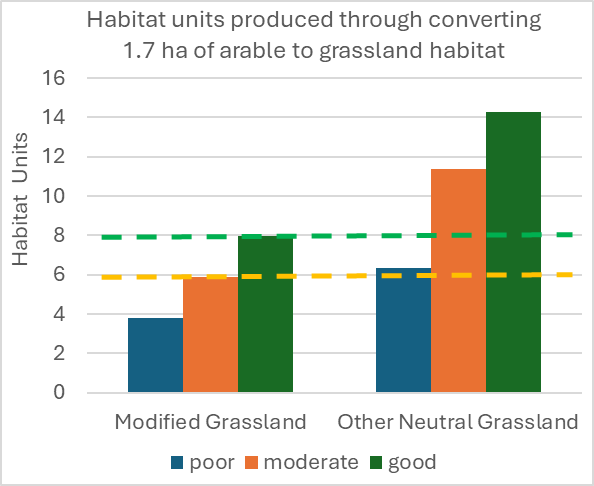 Habitat units produced through converting
1.7 ha of arable to grassland habitat
16
14
12
10
8
6
4
2
0
Habitat Units
Modified Grassland Other Neutral Grassland
poor moderate good